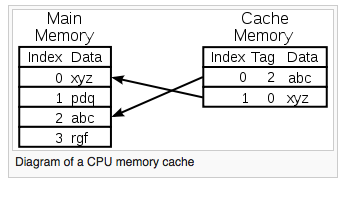 Main Memory
Index Data
0 xyz
1 pdq
2 abc
3 rgf
Cache Memory
Index Tag Data
0 2 abc
1 0 xyz
Diagram of a CPU memory cache